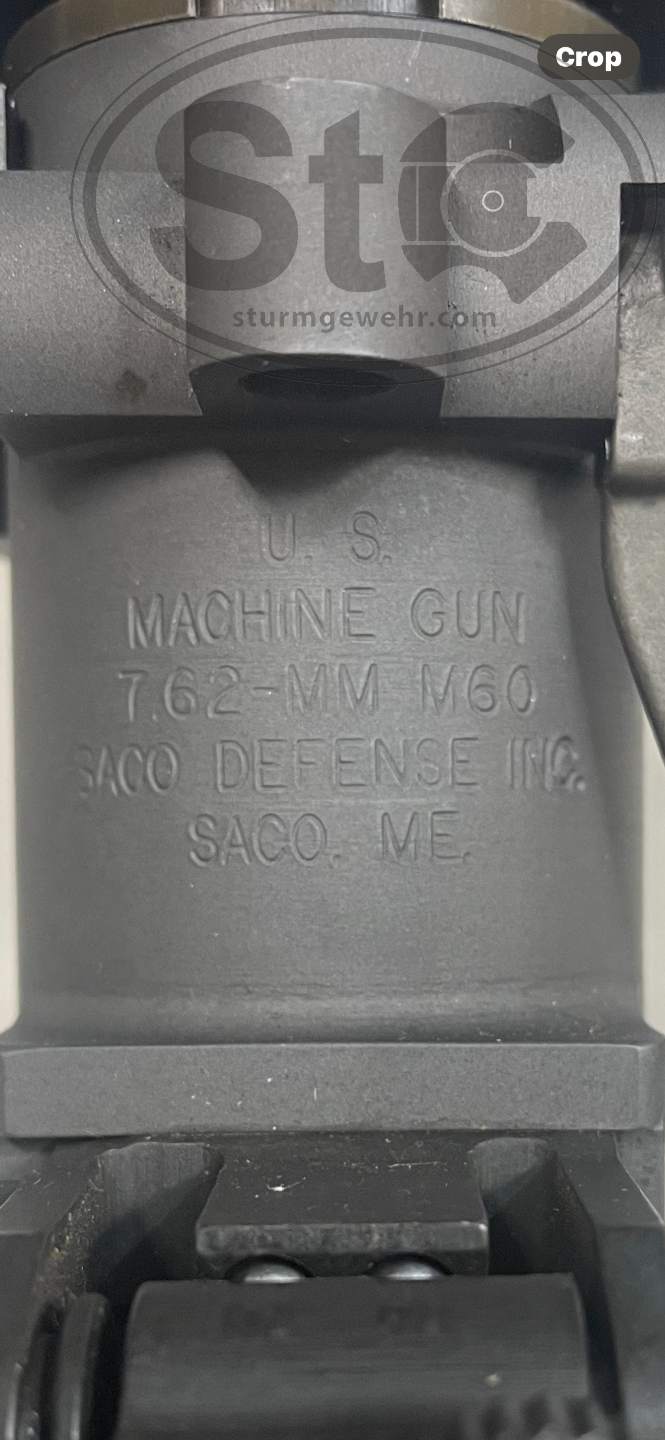 Crop
StG
sturmgewehr.com
U. S.
MACHINE GUN
7.62-MM M60
SACO DEFENSE INC.
SACO, ME.